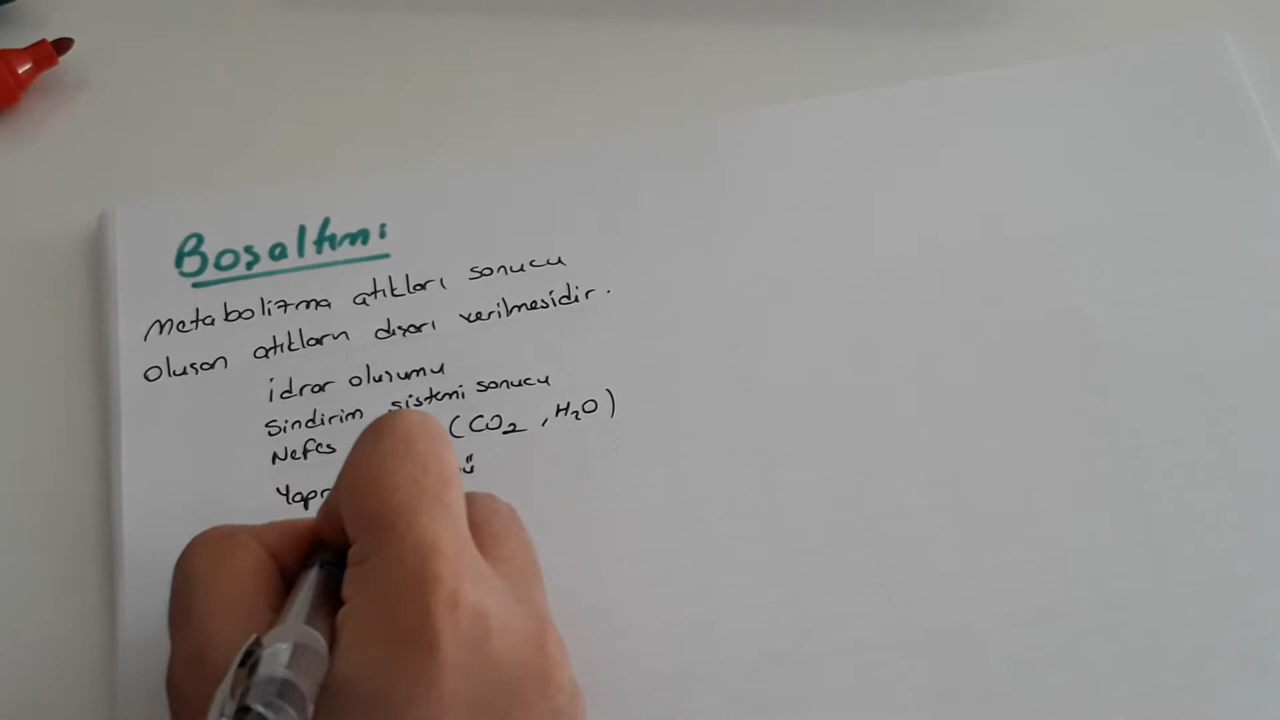 Boşaltım:
Metabolizma atıkları sonucu
oluşan atıkların dışarı verilmesidir.
idrar oluşumu
Sindirim sistemi sonucu
Nefes (CO2, H2O)